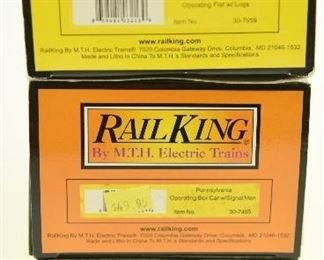 Operating Flat w/ Logs
Item No. 30-7659
www.railking.com
RailKing By M.T.H. Electric Trains® 7020 Columbia Gateway Drive, Columbia, MD 21046-1532
Made and Litho In China To M.T.H.'s Standards and Specifications
RAILKING®
By M.T.H. Electric Trains
Pennsylvania
Operating Box Car w/Signal Man
$49.95
Item No.
www.railking.com
RailKing By M.T.H. Electric Trains® 7020 Columbia Gateway Drive, Columbia, MD 21046-1532
Made and Litho In China To M.T.H.'s Standards and Specifications